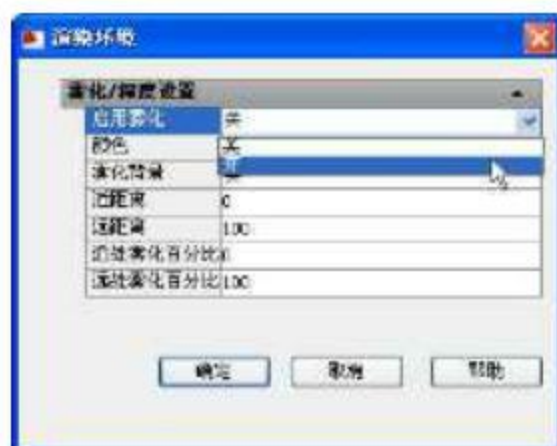 渲染环境
雾化/深度设置
启用雾化 关
颜色 关
雾化背景 开
近距离 0
远距离 100
近处雾化百分比 0
远处雾化百分比 100
确定 取消 帮助